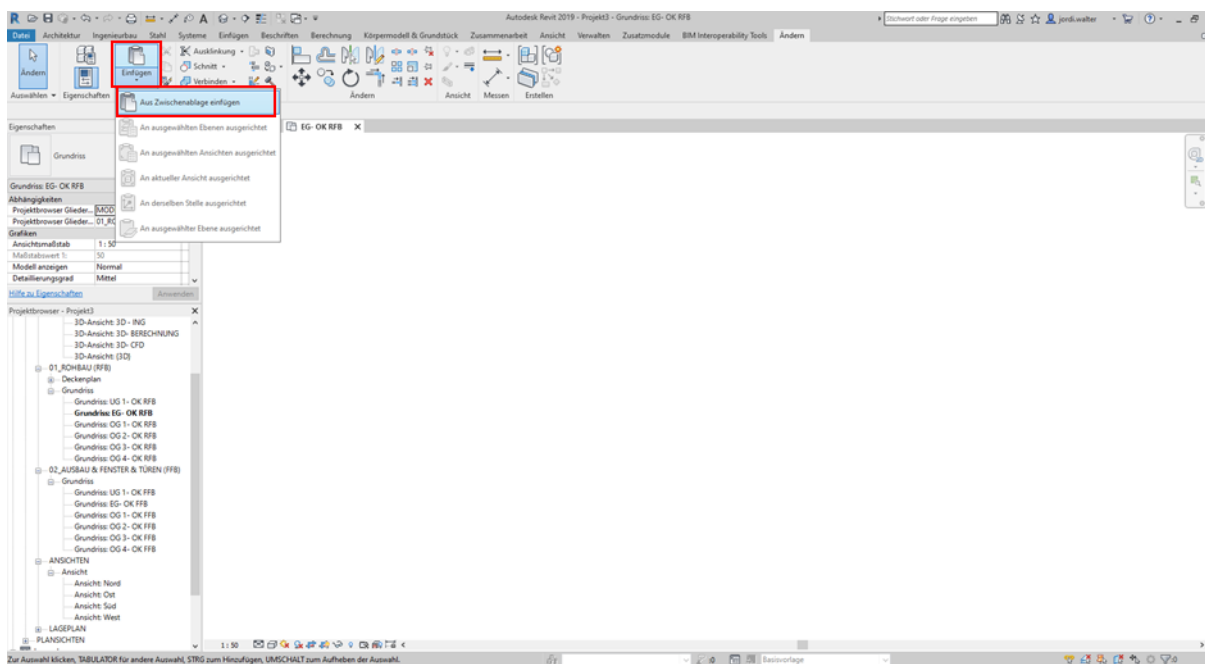 Autodesk Revit 2019 - Projekt3 - Grundriss: EG- OK RFB
Stichwort oder Frage eingeben
jordi.walter
Datei Architektur Ingenieurbau Stahl Systeme Einfügen Beschriften Berechnung Körpermodell & Grundstück Zusammenarbeit Ansicht Verwalten Zusatzmodule BIM Interoperability Tools Ändern
Ändern
Einfügen
Ausklinkung
Schnitt
Verbinden
Auswählen Eigenschaften Ändern Ansicht Messen Erstellen
Aus Zwischenablage einfügen
An ausgewählten Ebenen ausgerichtet
An ausgewählten Ansichten ausgerichtet
An aktueller Ansicht ausgerichtet
An derselben Stelle ausgerichtet
An ausgewählter Ebene ausgerichtet
EG- OK RFB X
Eigenschaften
Grundriss
Grundriss: EG- OK RFB
Abhängigkeiten
Projektbrowser Glieder... MOD
Projektbrowser Glieder... 01_RO
Grafiken
Ansichtsmaßstab 1 : 50
Maßstabswert 1: 50
Modell anzeigen Normal
Detaillierungsgrad Mittel
Hilfe zu Eigenschaften Anwenden
Projektbrowser - Projekt3 X
3D-Ansicht: 3D - ING
3D-Ansicht: 3D- BERECHNUNG
3D-Ansicht: 3D- CFD
3D-Ansicht: {3D}
01_ROHBAU (RFB)
Deckenplan
Grundriss
Grundriss: UG 1- OK RFB
Grundriss: EG- OK RFB
Grundriss: OG 1- OK RFB
Grundriss: OG 2- OK RFB
Grundriss: OG 3- OK RFB
Grundriss: OG 4- OK RFB
02_AUSBAU & FENSTER & TÜREN (FFB)
Grundriss
Grundriss: UG 1- OK FFB
Grundriss: EG- OK FFB
Grundriss: OG 1- OK FFB
Grundriss: OG 2- OK FFB
Grundriss: OG 3- OK FFB
Grundriss: OG 4- OK FFB
ANSICHTEN
Ansicht
Ansicht: Nord
Ansicht: Ost
Ansicht: Süd
Ansicht: West
LAGEPLAN
PLANSICHTEN
1 : 50
Zur Auswahl klicken, TABULATOR für andere Auswahl, STRG zum Hinzufügen, UMSCHALT zum Aufheben der Auswahl.
Basisvorlage
:0